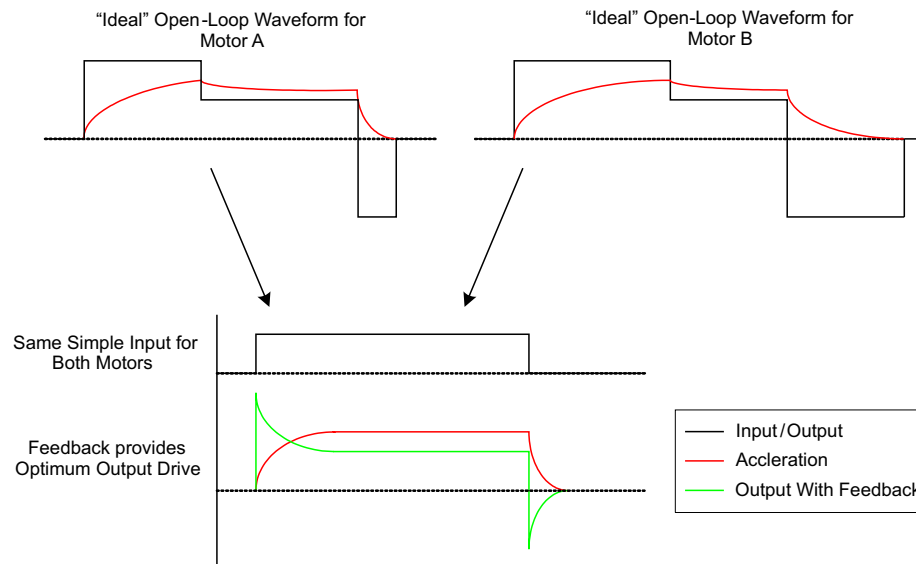 “Ideal” Open-Loop Waveform for
Motor A
“Ideal” Open-Loop Waveform for
Motor B
Same Simple Input for
Both Motors
Feedback provides
Optimum Output Drive
Input/Output
Accleration
Output With Feedback